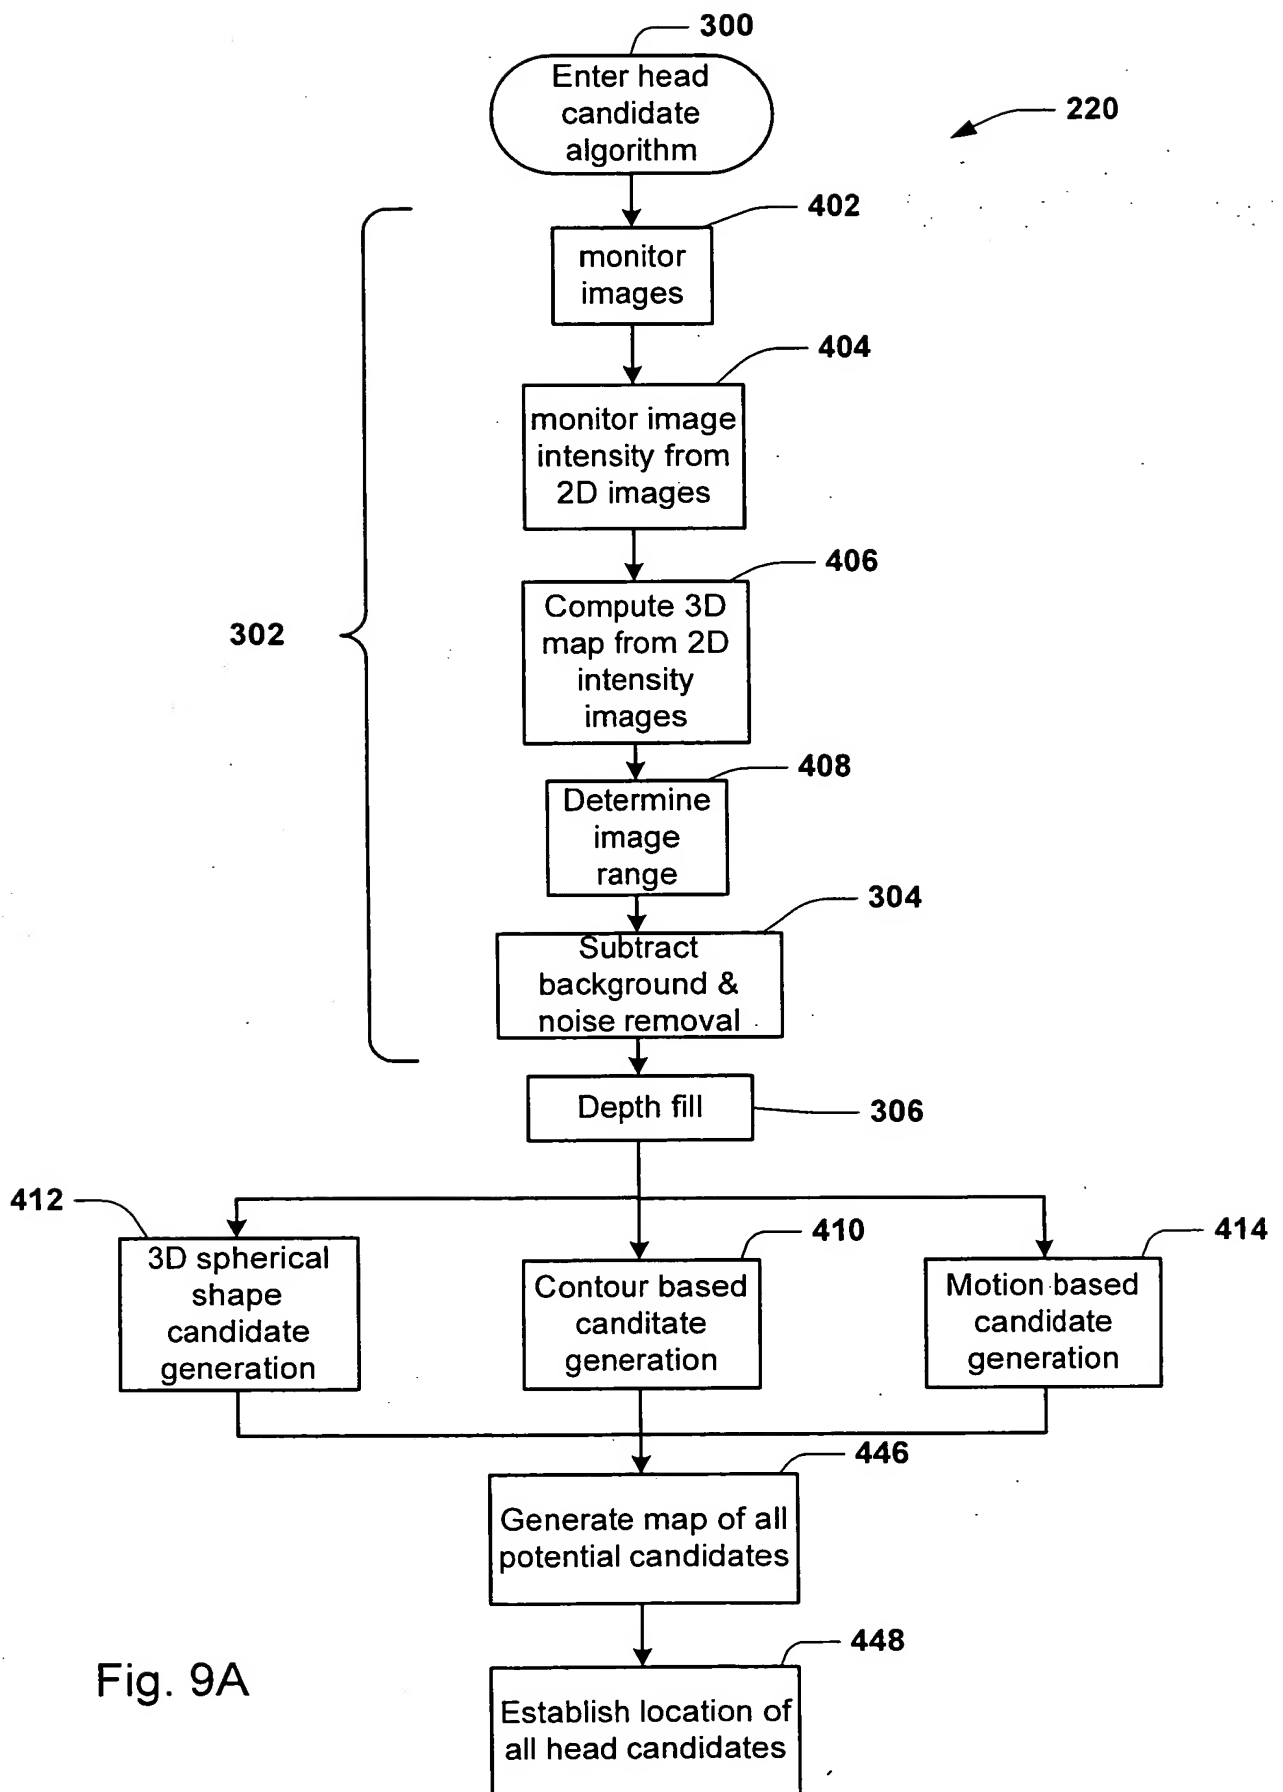 300
Enter head
candidate
algorithm
220
402
monitor
images
404
monitor image
intensity from
2D images
406
Compute 3D
map from 2D
intensity
images
302
408
Determine
image
range
304
Subtract
background &
noise removal
Depth fill
306
412
3D spherical
shape
candidate
generation
410
Contour based
canditate
generation
414
Motion based
candidate
generation
446
Generate map of all
potential candidates
448
Establish location of
all head candidates
Fig. 9A